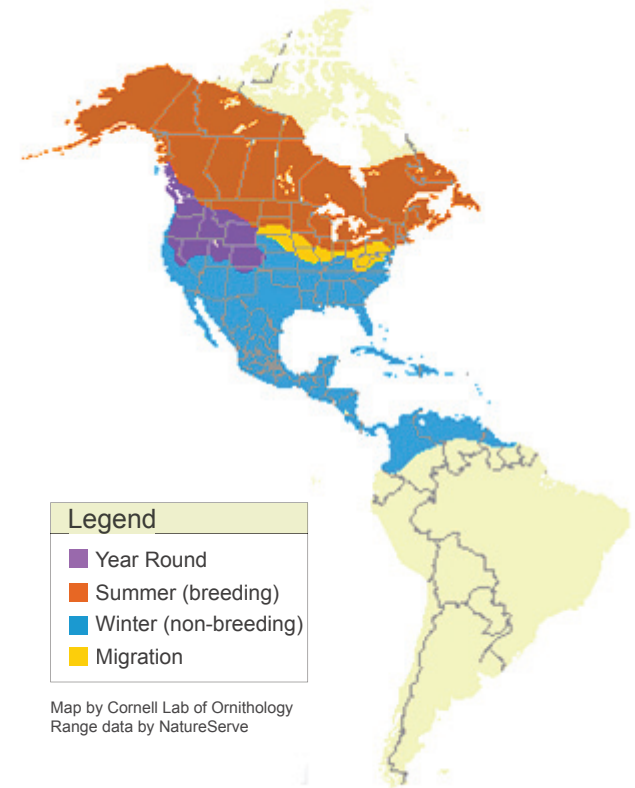 Legend
Year Round
Summer (breeding)
Winter (non-breeding)
Migration
Map by Cornell Lab of Ornithology
Range data by NatureServe